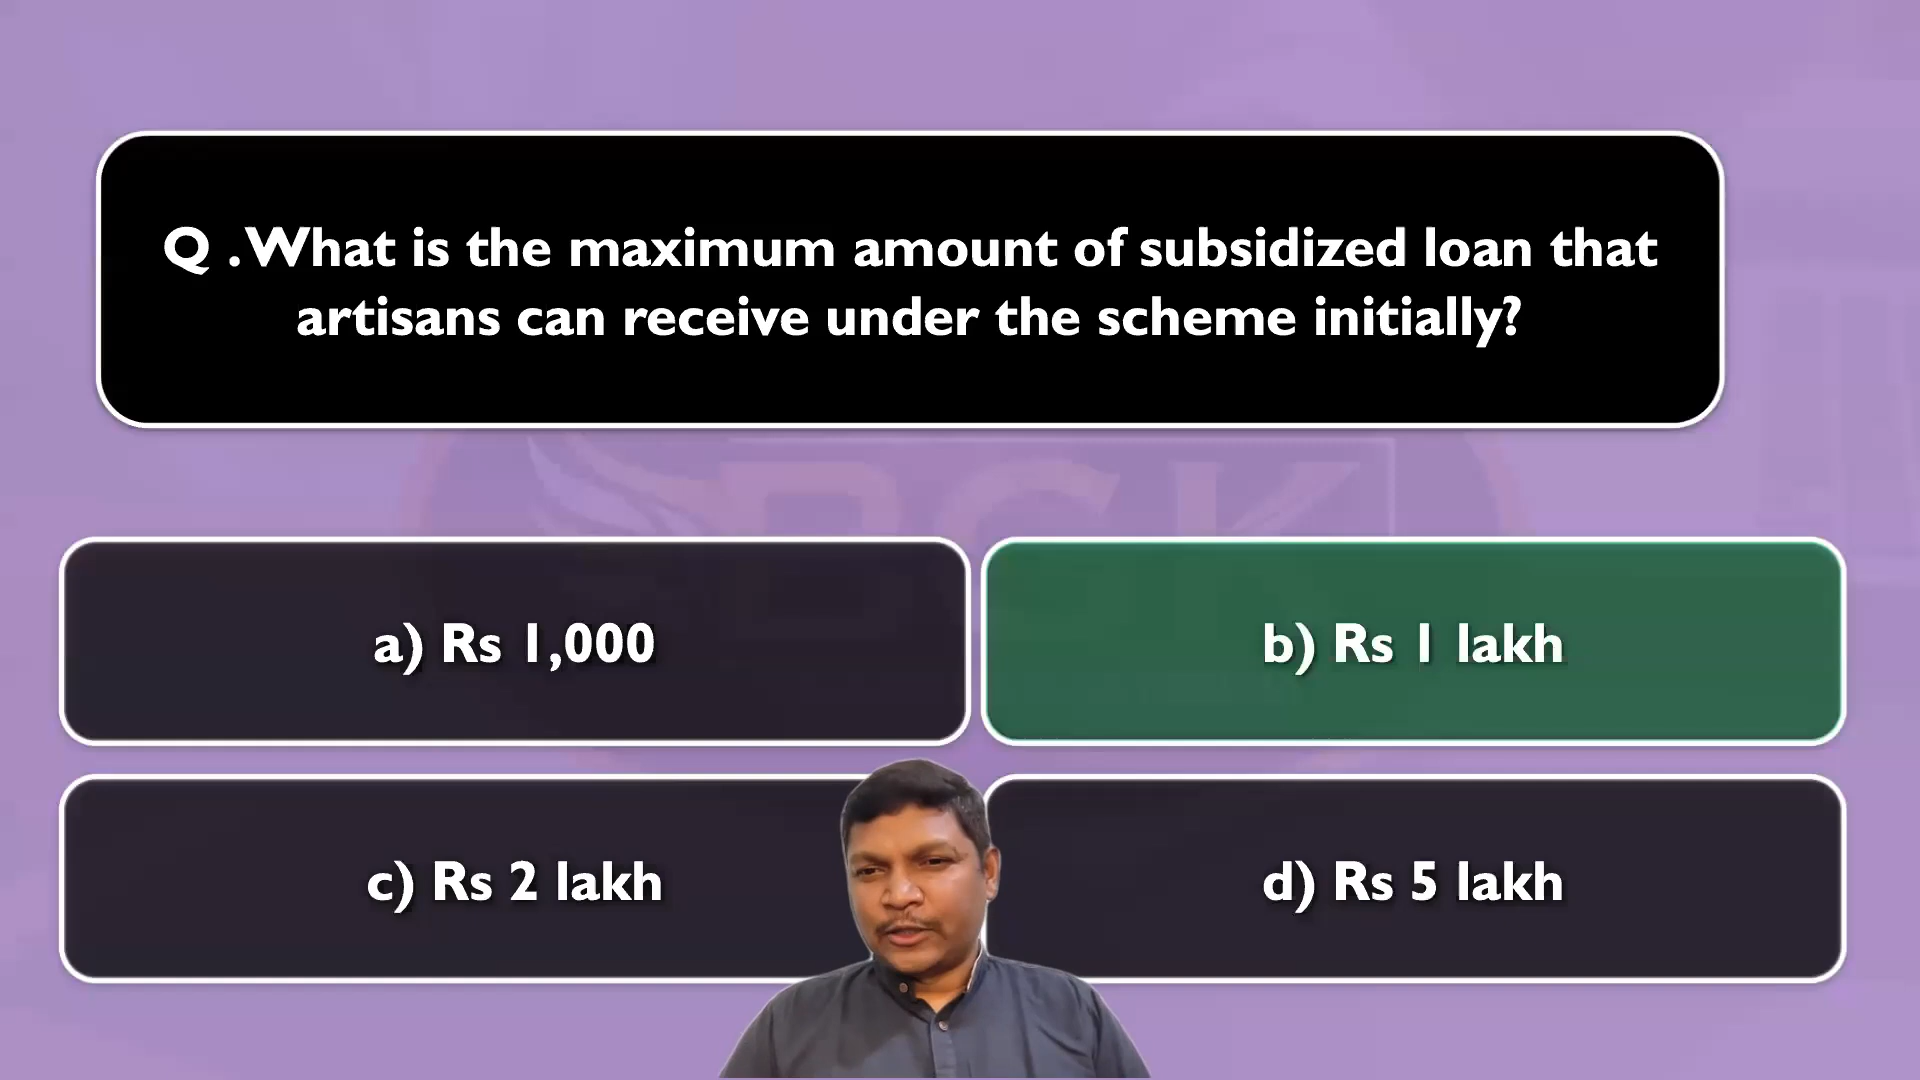 Q .What is the maximum amount of subsidized loan that
artisans can receive under the scheme initially?
a) Rs 1,000
b) Rs 1 lakh
c) Rs 2 lakh
d) Rs 5 lakh